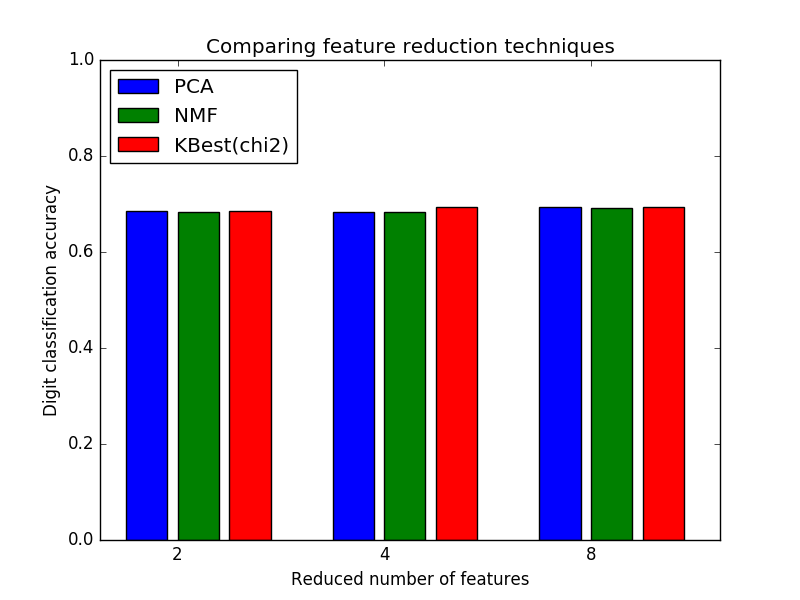 Comparing feature reduction techniques
1.0
0.8
0.6
0.4
0.2
0.0
Digit classification accuracy
PCA
NMF
KBest(chi2)
2 4 8
Reduced number of features